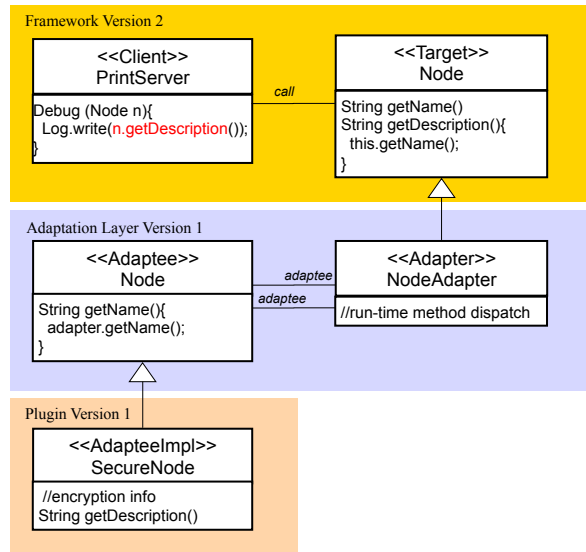 Framework Version 2
<<Client>>
PrintServer
Debug (Node n){
Log.write(n.getDescription());
}
call
<<Target>>
Node
String getName()
String getDescription(){
this.getName();
}
Adaptation Layer Version 1
<<Adaptee>>
Node
String getName(){
adapter.getName();
}
adaptee
adaptee
<<Adapter>>
NodeAdapter
//run-time method dispatch
Plugin Version 1
<<AdapteeImpl>>
SecureNode
//encryption info
String getDescription()